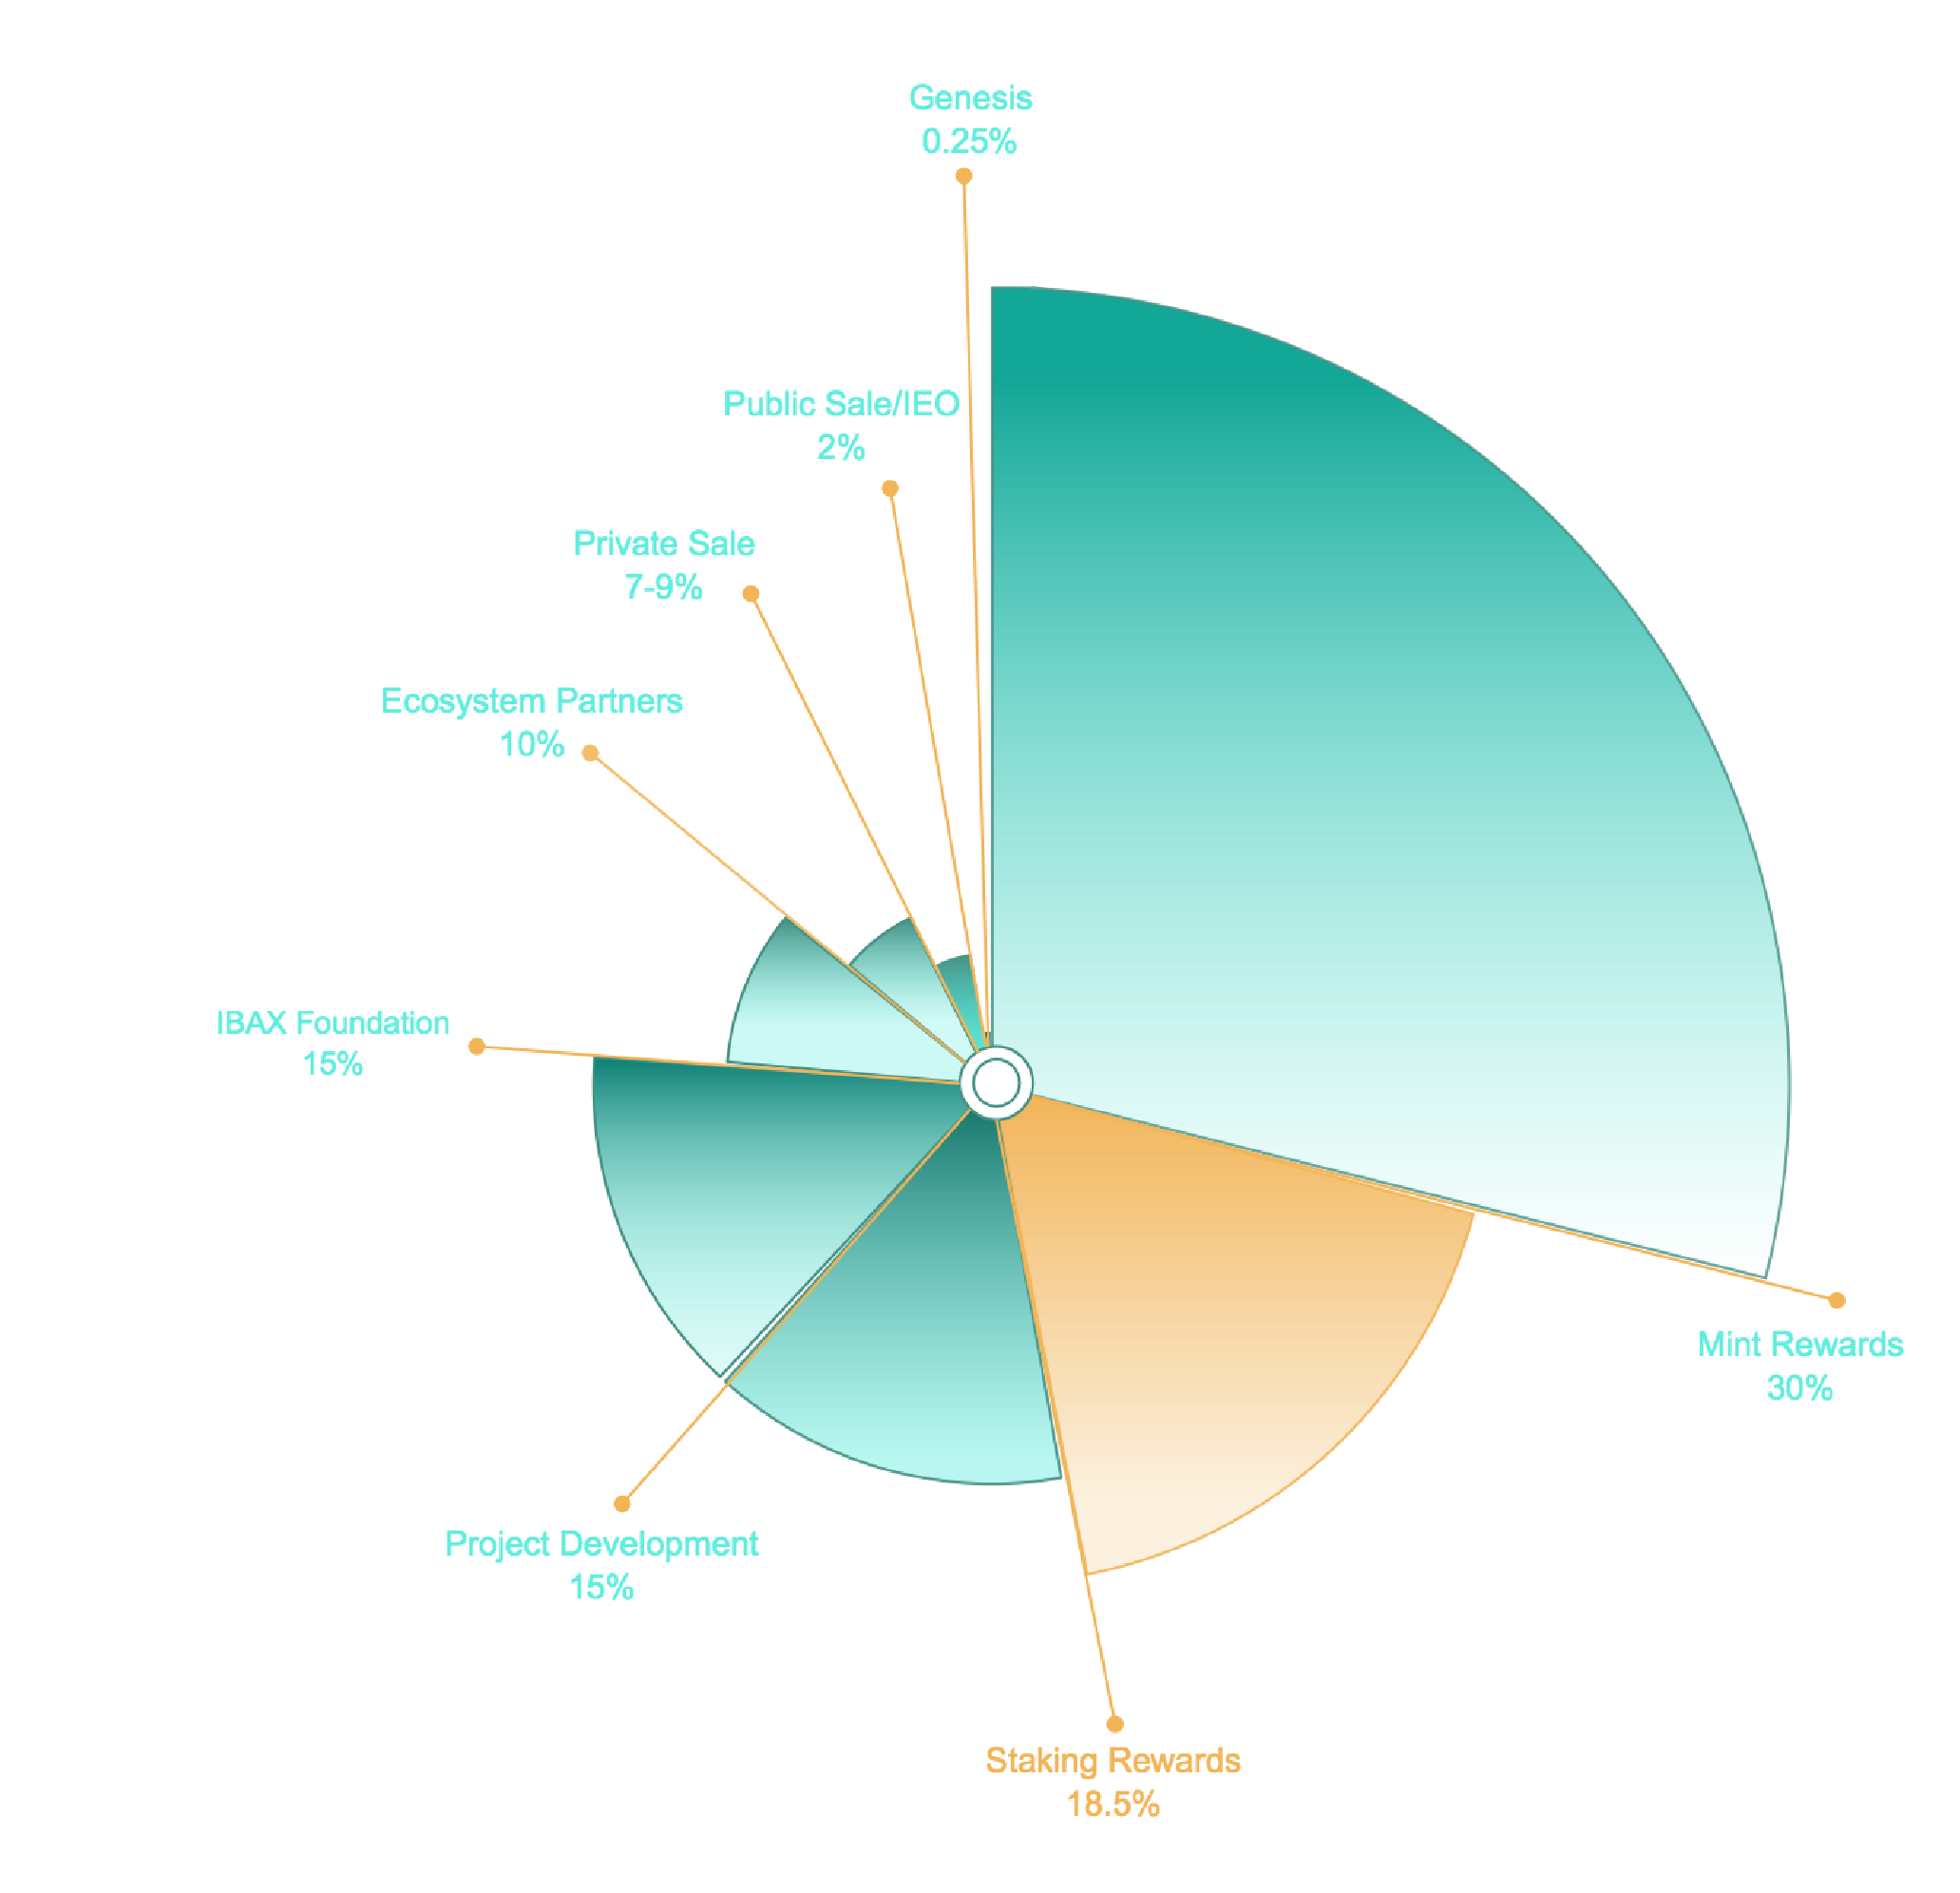 Genesis
0.25%
Public Sale/IEO
2%
Private Sale
7-9%
Ecosystem Partners
10%
IBAX Foundation
15%
Mint Rewards
30%
Project Development
15%
Staking Rewards
18.5%